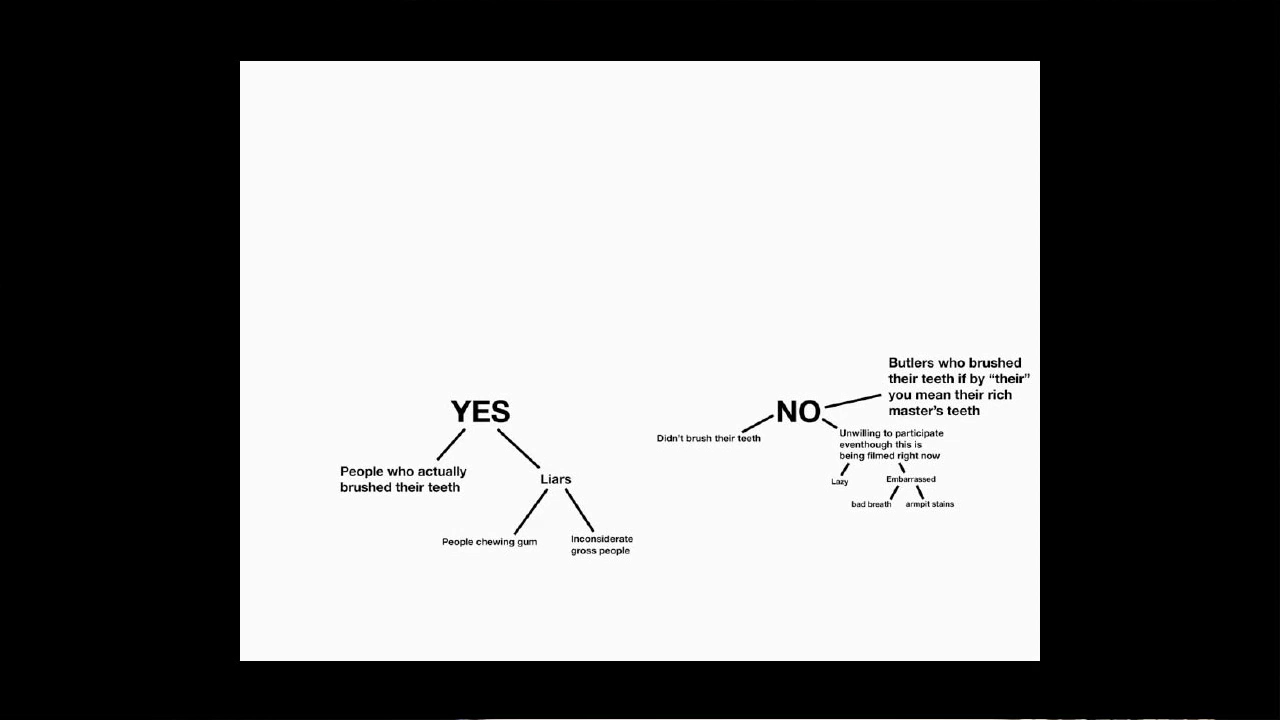 YES
People who actually
brushed their teeth
Liars
People chewing gum
Inconsiderate
gross people
NO
Butlers who brushed
their teeth if by “their”
you mean their rich
master’s teeth
Didn’t brush their teeth
Unwilling to participate
eventhough this is
being filmed right now
Lazy
Embarrassed
bad breath
armpit stains